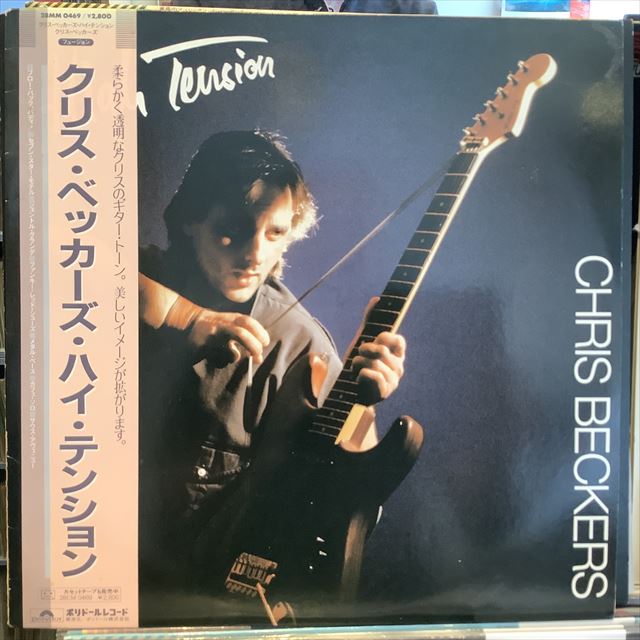 28MM 0469 / ¥2,800
クリス・ベッカーズ・ハイ・テンション
クリス・ベッカーズ
フュージョン
クリス・ベッカーズ・ハイ・テンション
柔らかく透明なクリスのギター・トーン。美しいイメージが拡がります。
Tension
CHRIS BECKERS
カセットテープも発売中
28CM 0469 ¥2,800
ポリドールレコード